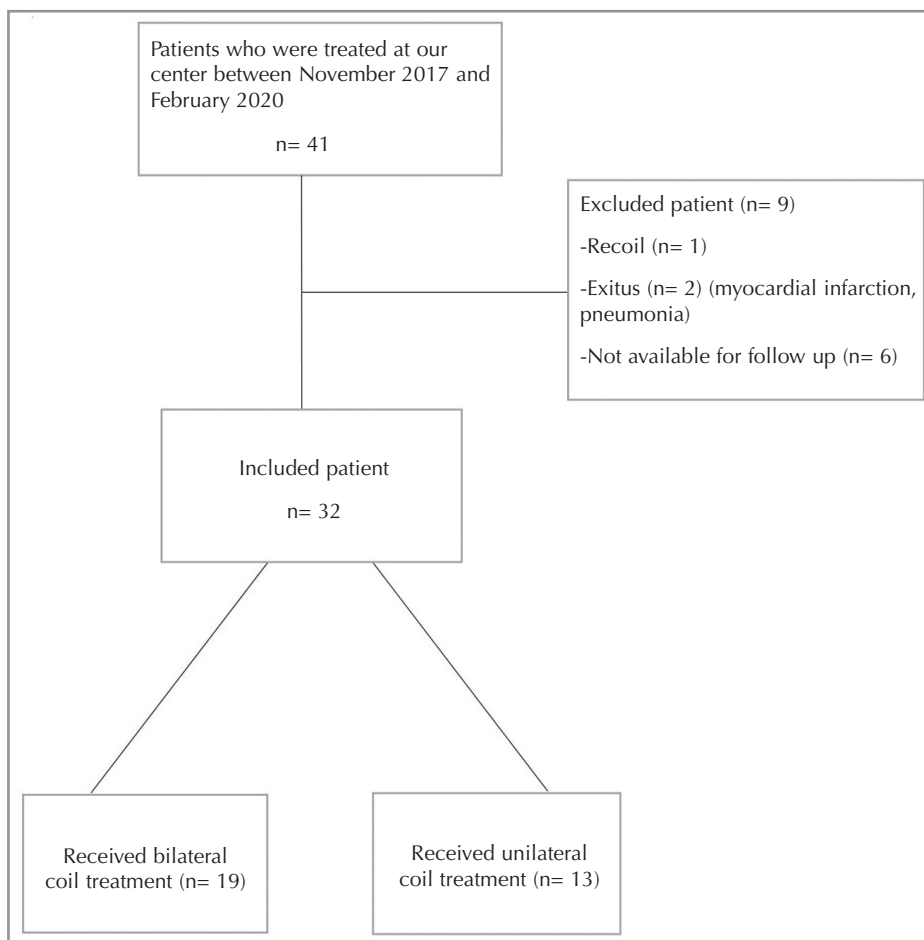 Patients who were treated at our
center between November 2017 and
February 2020
n= 41
Excluded patient (n= 9)
-Recoil (n= 1)
-Exitus (n= 2) (myocardial infarction,
pneumonia)
-Not available for follow up (n= 6)
Included patient
n= 32
Received bilateral
coil treatment (n= 19)
Received unilateral
coil treatment (n= 13)